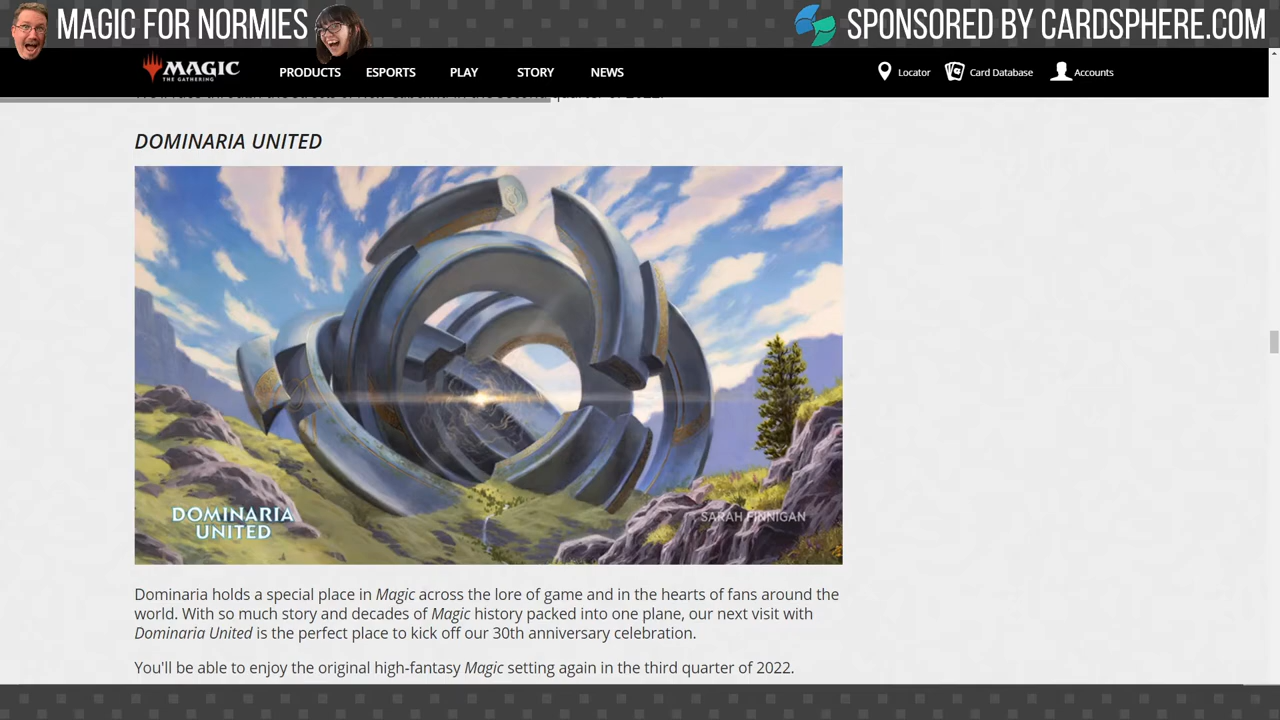 MAGIC FOR NORMIES
SPONSORED BY CARDSPHERE.COM
MAGIC
THE GATHERING
PRODUCTS ESPORTS PLAY STORY NEWS
Locator Card Database Accounts
quarter of 2022.
DOMINARIA UNITED
DOMINARIA
UNITED
SARAH FINNIGAN
Dominaria holds a special place in Magic across the lore of game and in the hearts of fans around the
world. With so much story and decades of Magic history packed into one plane, our next visit with
Dominaria United is the perfect place to kick off our 30th anniversary celebration.
You'll be able to enjoy the original high-fantasy Magic setting again in the third quarter of 2022.